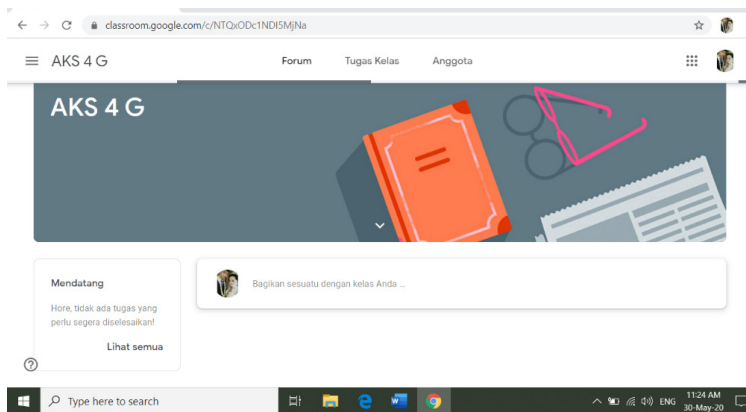 classroom.google.com/c/NTQxODc1NDI5MjNa
AKS 4 G
Forum Tugas Kelas Anggota
AKS 4 G
Mendatang
Hore, tidak ada tugas yang
perlu segera diselesaikan!
Lihat semua
Bagikan sesuatu dengan kelas Anda ...
Type here to search
ENG
11:24 AM
30-May-20